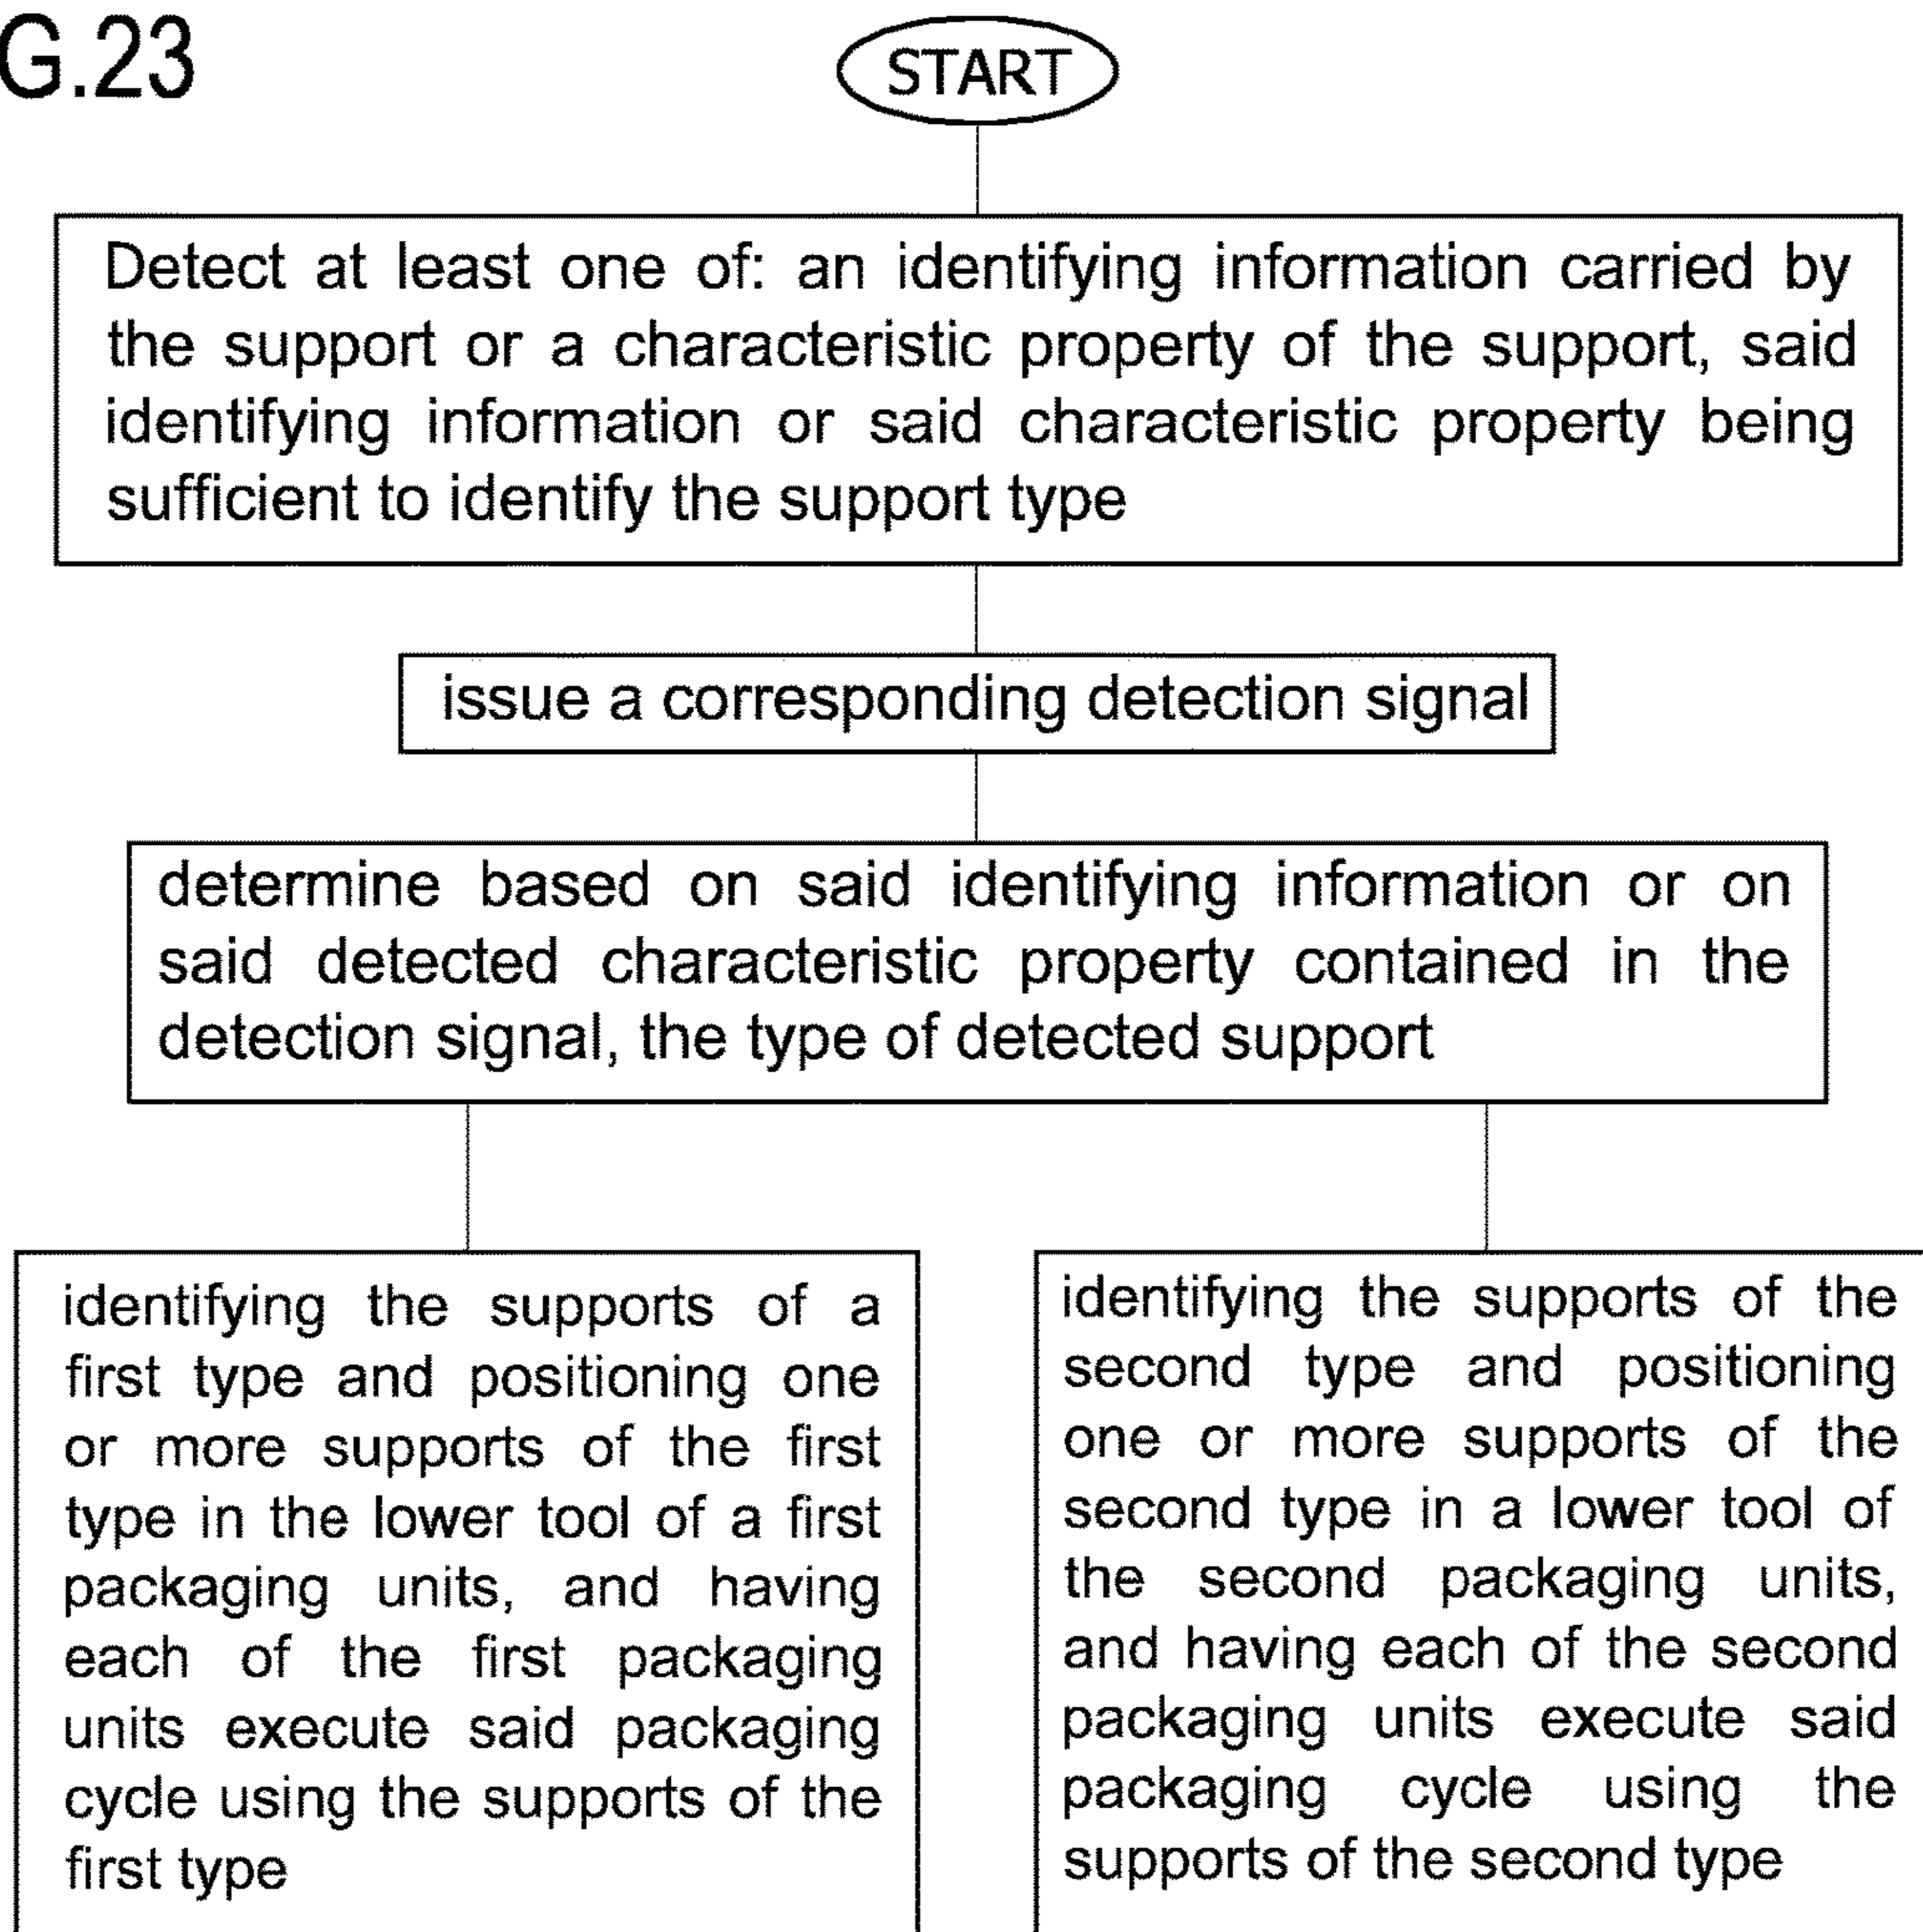 G.23
START
Detect at least one of: an identifying information carried by
the support or a characteristic property of the support, said
identifying information or said characteristic property being
sufficient to identify the support type
issue a corresponding detection signal
determine based on said identifying information or on
said detected characteristic property contained in the
detection signal, the type of detected support
identifying the supports of a
first type and positioning one
or more supports of the first
type in the lower tool of a first
packaging units, and having
each of the first packaging
units execute said packaging
cycle using the supports of the
first type
identifying the supports of the
second type and positioning
one or more supports of the
second type in a lower tool of
the second packaging units,
and having each of the second
packaging units execute said
packaging cycle using the
supports of the second type